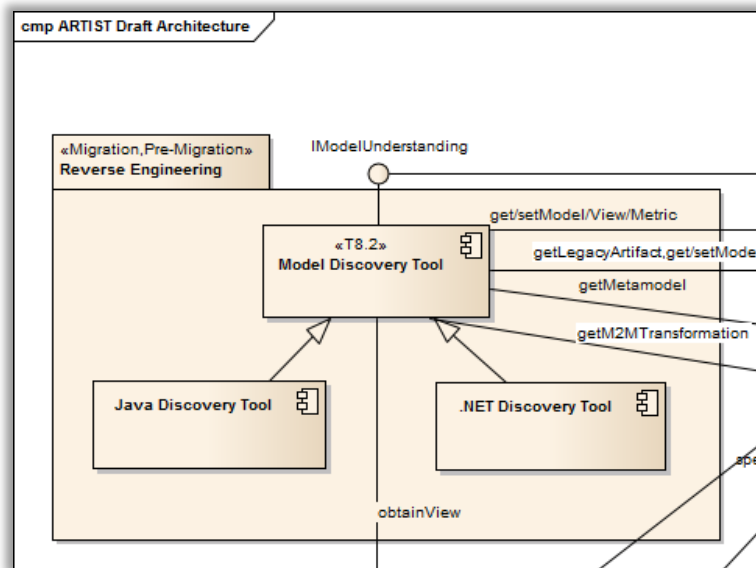 cmp ARTIST Draft Architecture
«Migration,Pre-Migration»
Reverse Engineering
IModelUnderstanding
get/setModel/View/Metric
«T8.2»
Model Discovery Tool
getLegacyArtifact,get/setMode
getMetamodel
getM2MTransformation
Java Discovery Tool
.NET Discovery Tool
spe
obtainView